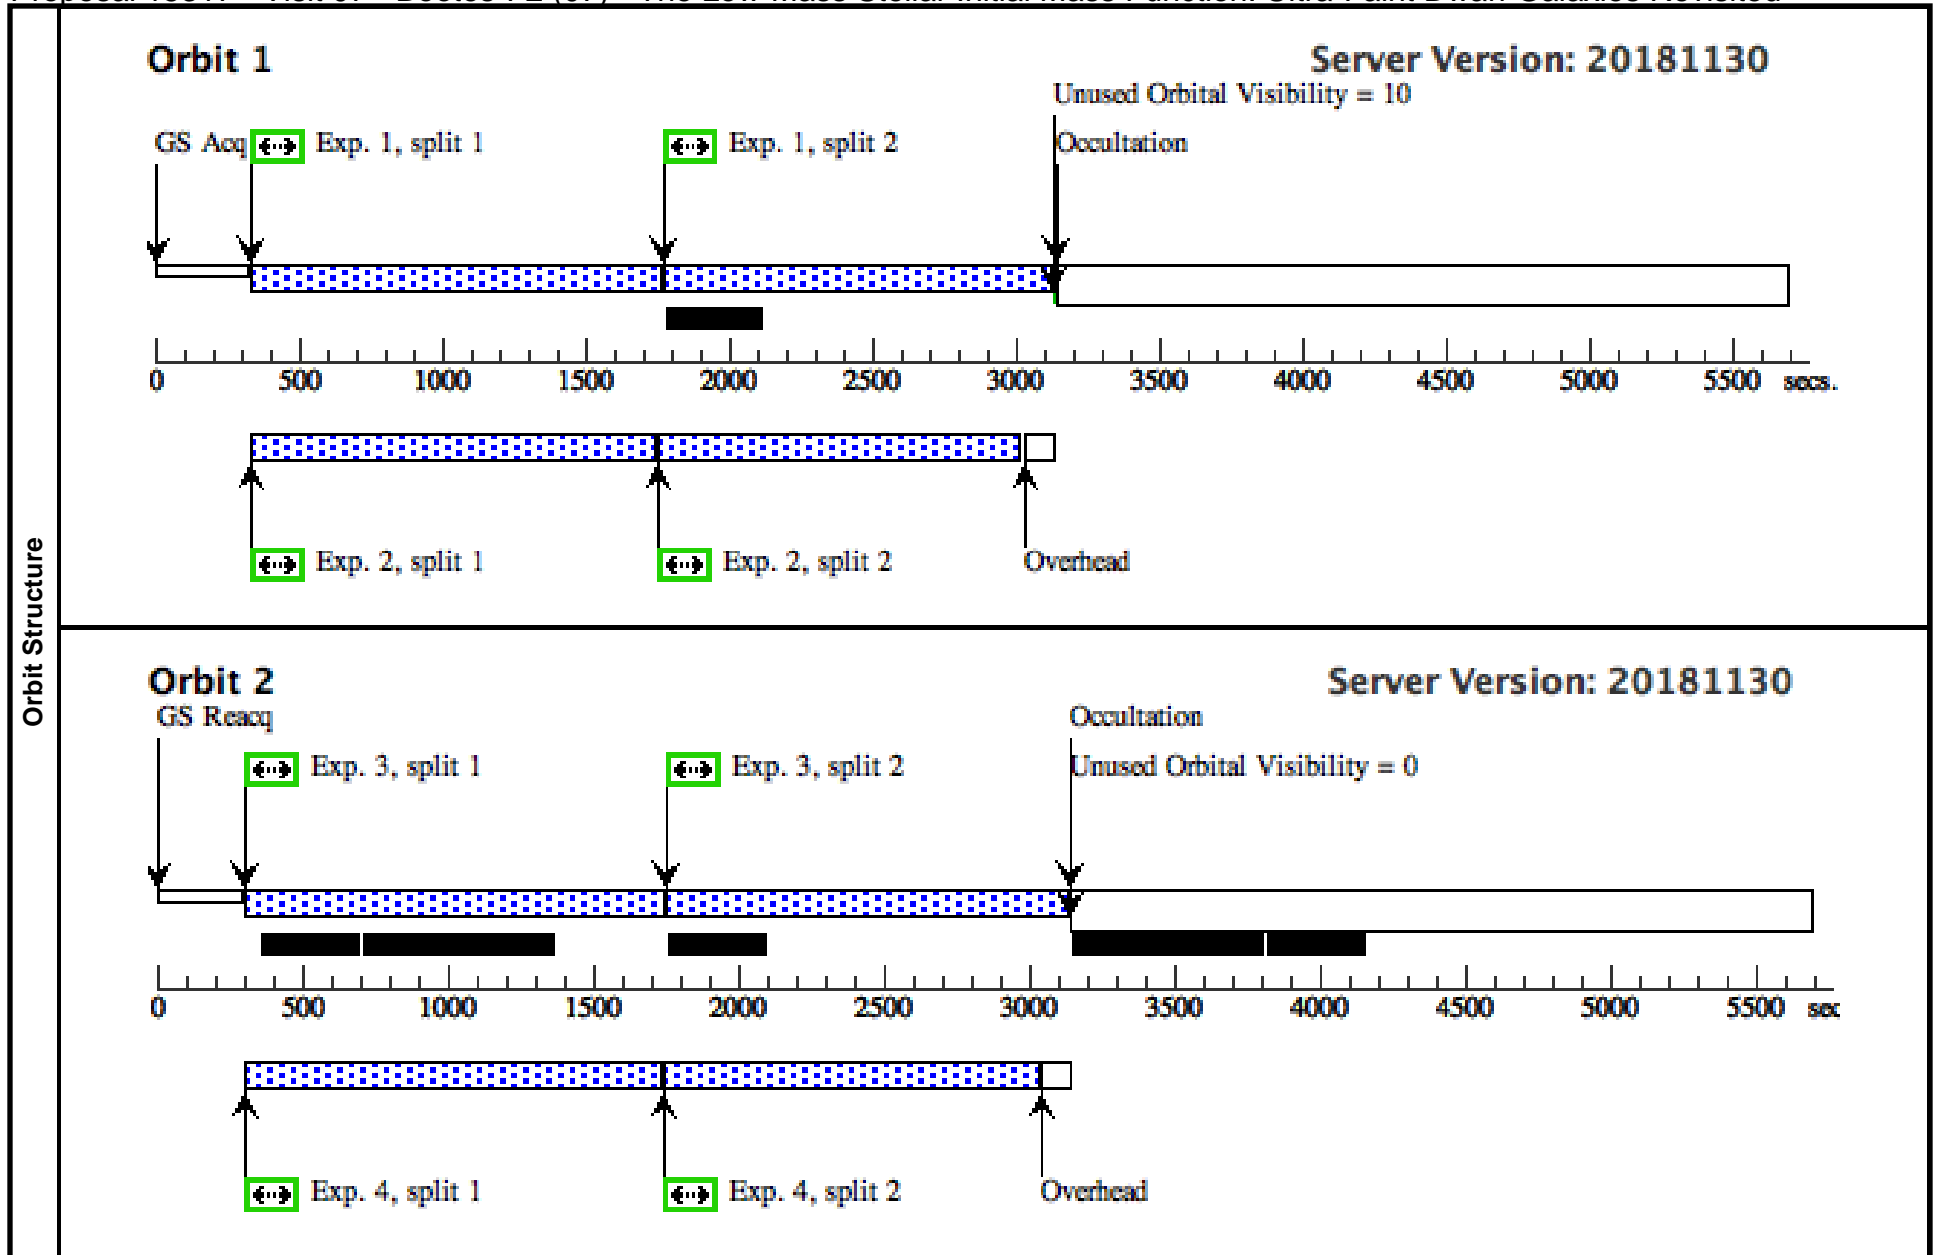 Orbit Structure
Orbit 1
Server Version: 20181130
Unused Orbital Visibility = 10
GS Acq
Exp. 1, split 1
Exp. 1, split 2
Occultation
0 500 1000 1500 2000 2500 3000 3500 4000 4500 5000 5500 secs.
Exp. 2, split 1
Exp. 2, split 2
Overhead
Orbit 2
Server Version: 20181130
GS Reacq
Occultation
Exp. 3, split 1
Exp. 3, split 2
Unused Orbital Visibility = 0
0 500 1000 1500 2000 2500 3000 3500 4000 4500 5000 5500 sec
Exp. 4, split 1
Exp. 4, split 2
Overhead